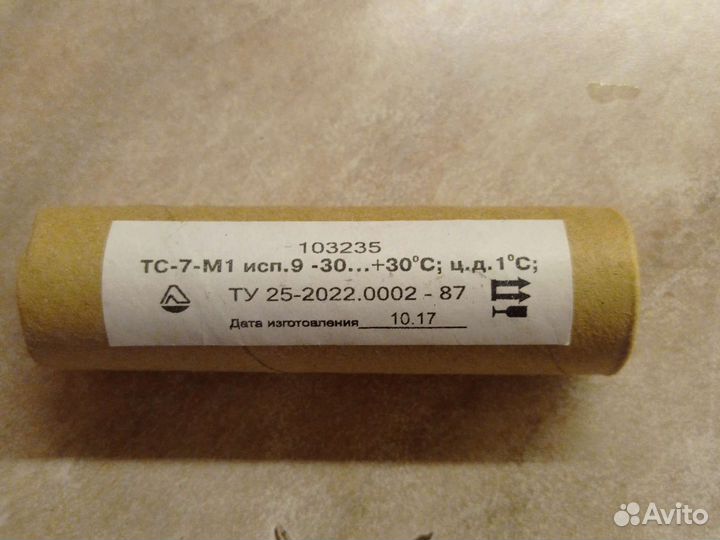 103235
ТС-7-М1 исп.9 -30...+30°С; ц.д.1°С;
ТУ 25-2022.0002 - 87
Дата изготовления 10.17
Avito